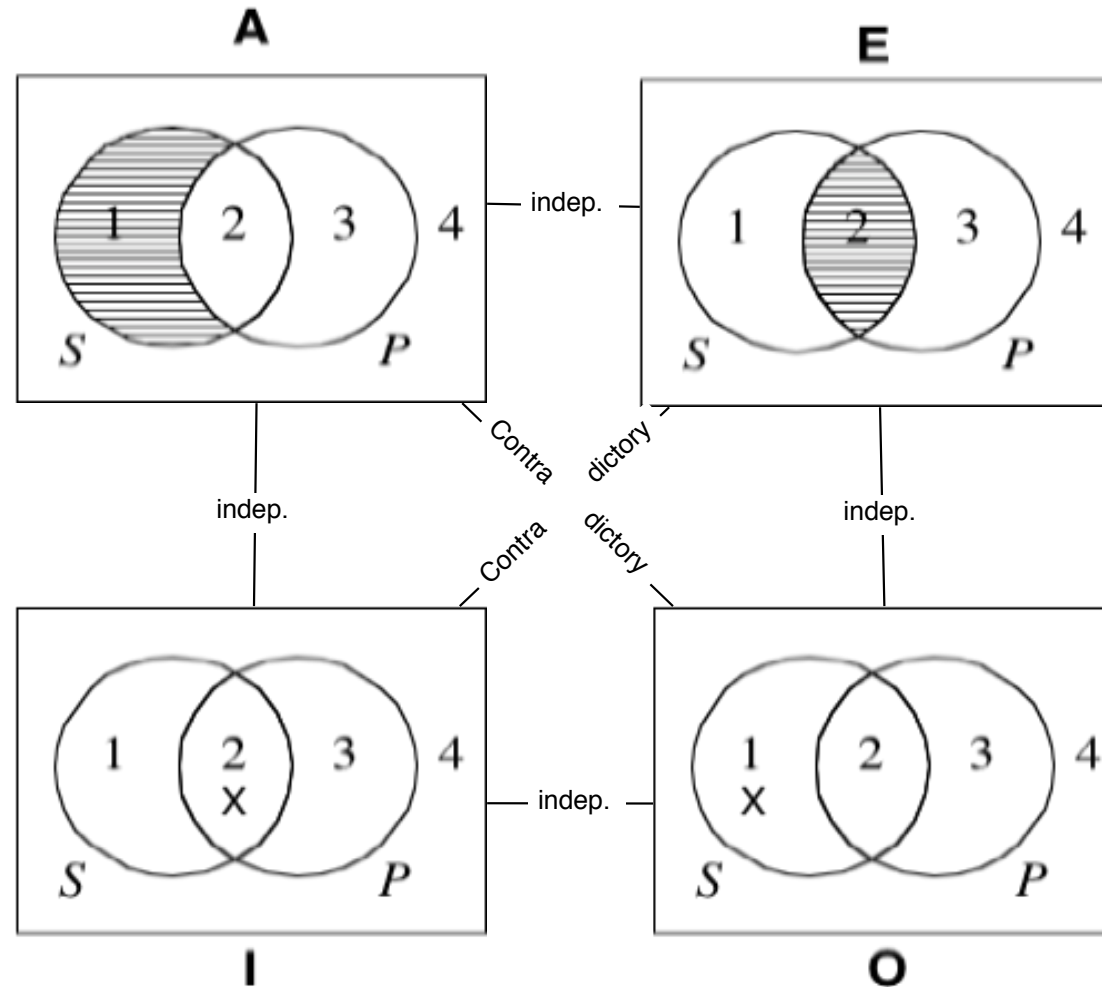 A
E
1 2 3 4
S P
indep.
1 2 3 4
S P
Contra
dictory
indep.
indep.
Contra
dictory
1 2 3 4
X
S P
indep.
1 2 3 4
X
S P
I
O